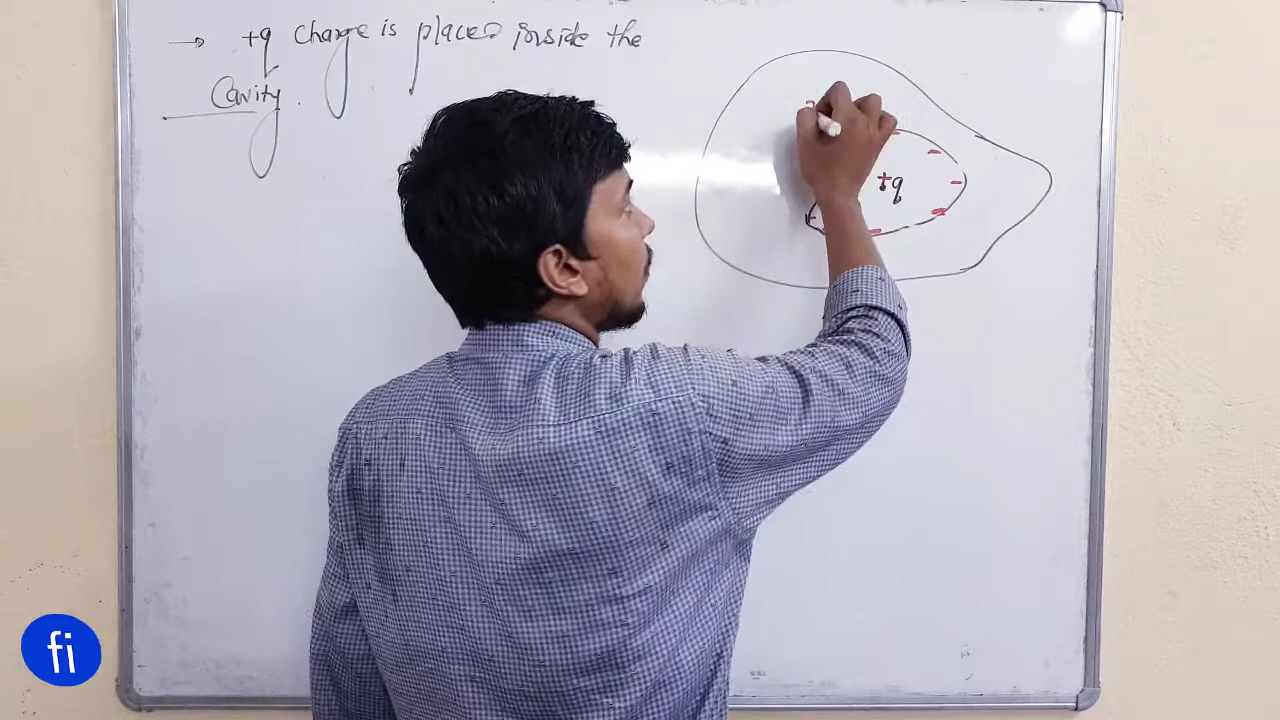 → +q charge is placed inside the
Cavity.
+q
fi